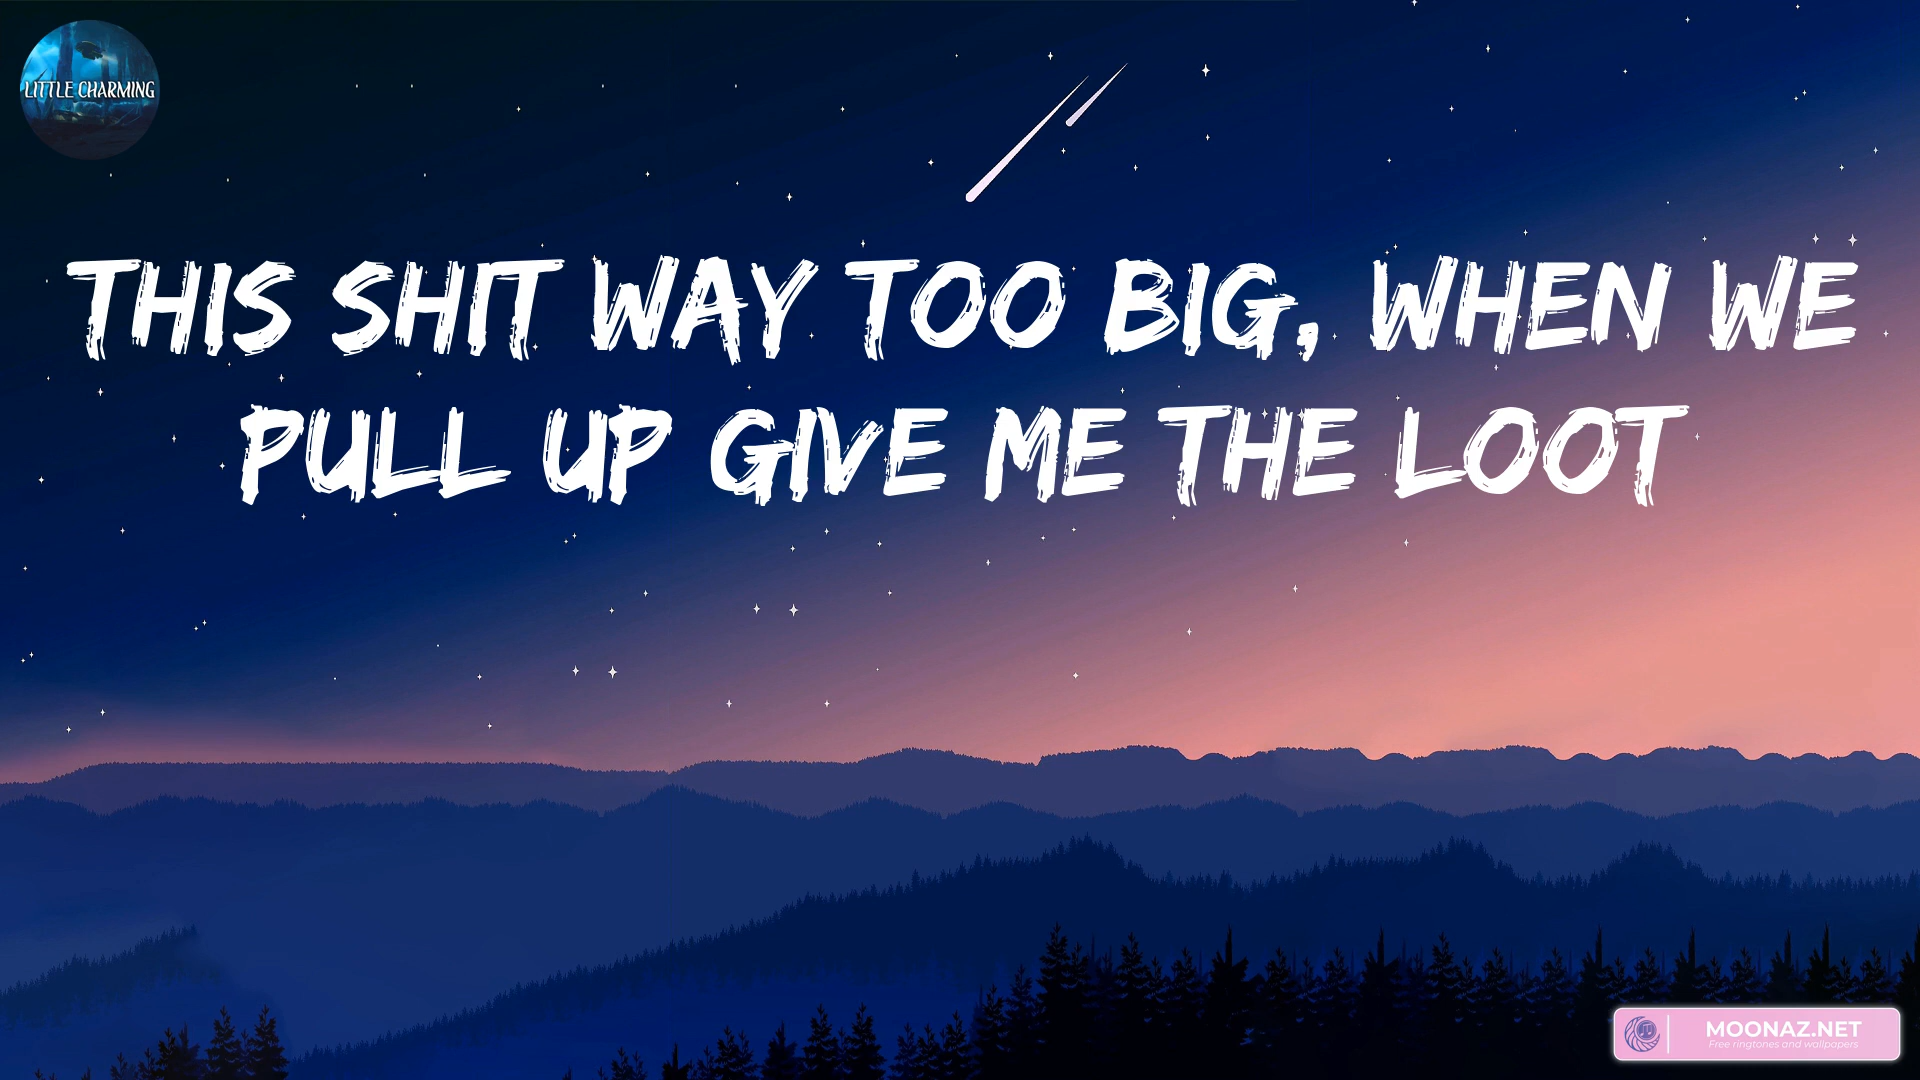 LITTLE CHARMING
THIS SHIT WAY TOO BIG, WHEN WE
PULL UP GIVE ME THE LOOT
MOONAZ.NET
Free ringtones and wallpapers